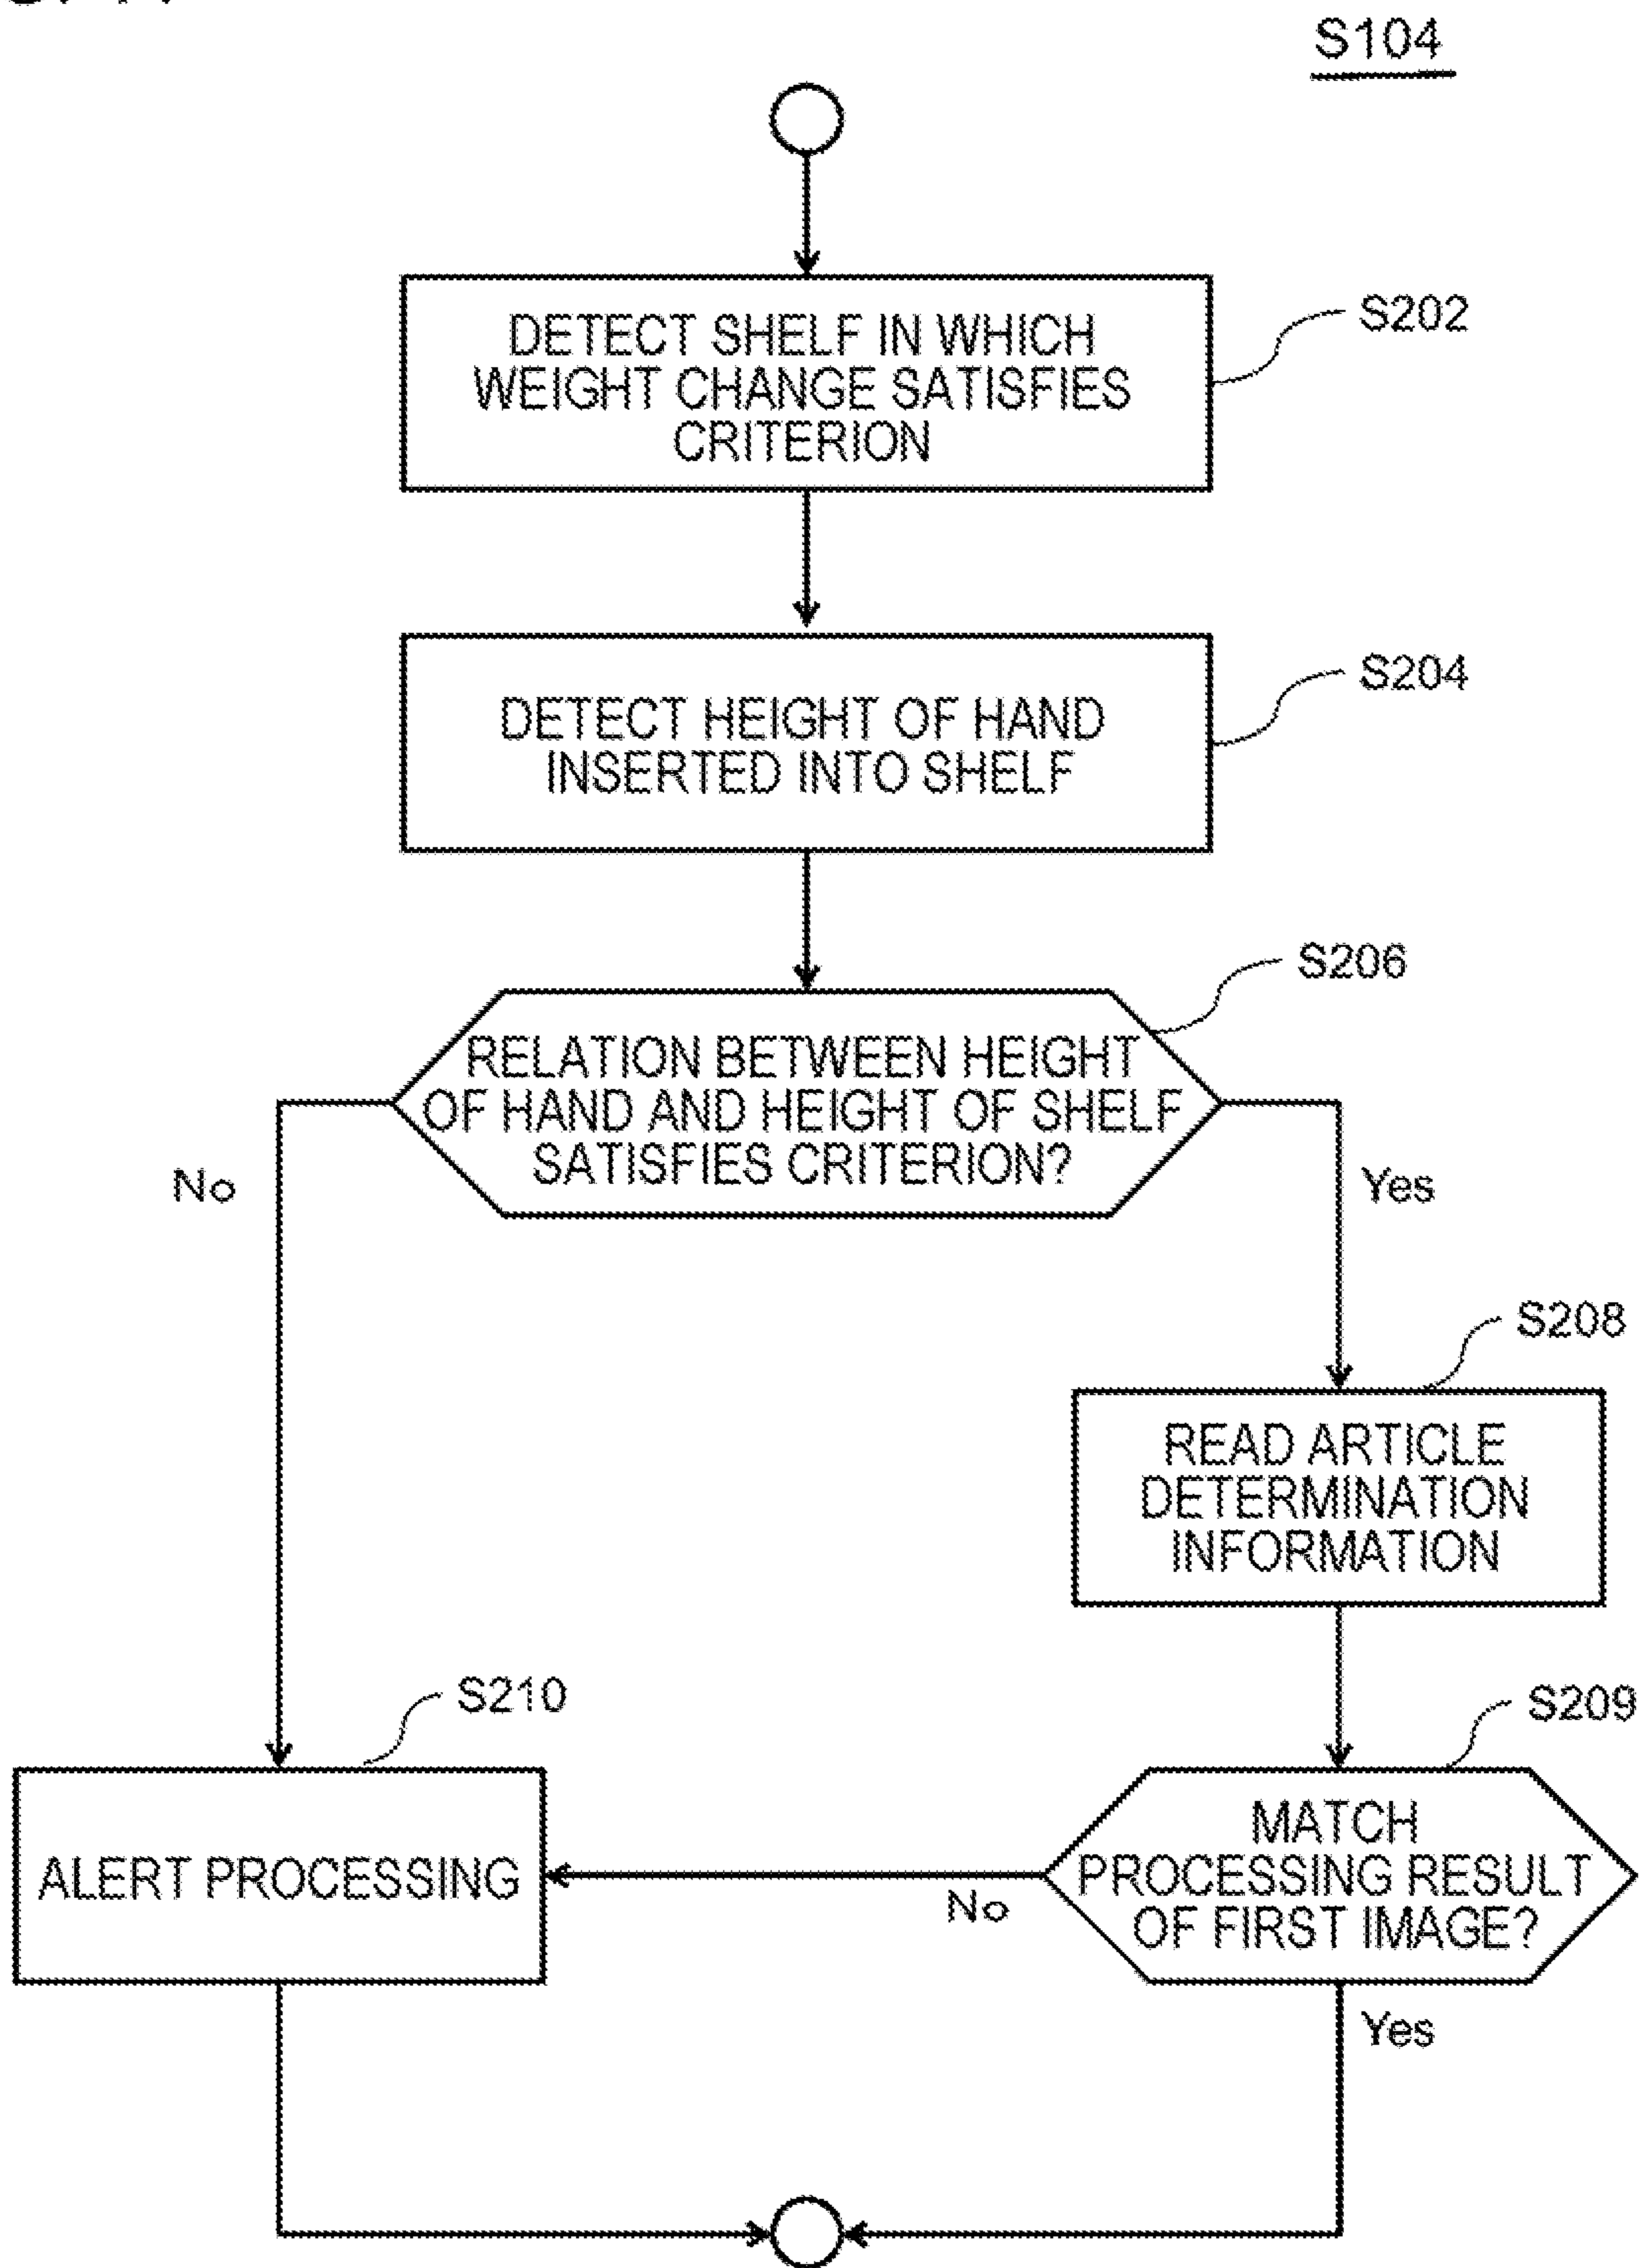 S104
DETECT SHELF IN WHICH
WEIGHT CHANGE SATISFIES
CRITERION
S202
DETECT HEIGHT OF HAND
INSERTED INTO SHELF
S204
RELATION BETWEEN HEIGHT
OF HAND AND HEIGHT OF SHELF
SATISFIES CRITERION?
S206
No
Yes
S208
READ ARTICLE
DETERMINATION
INFORMATION
S210
S209
ALERT PROCESSING
MATCH
PROCESSING RESULT
OF FIRST IMAGE?
No
Yes